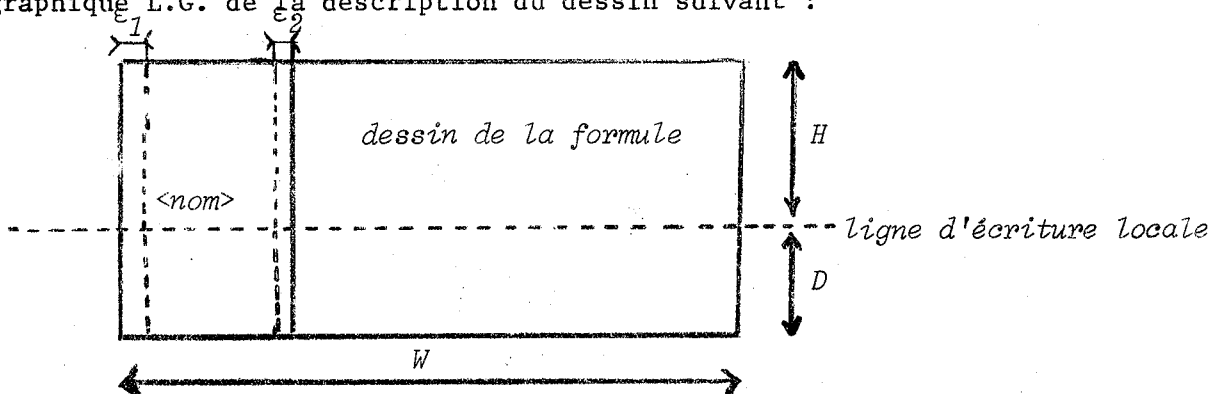 graphique L.G. de la description du dessin suivant :
ε1 ε2
dessin de la formule
H
<nom>
ligne d'écriture locale
D
W